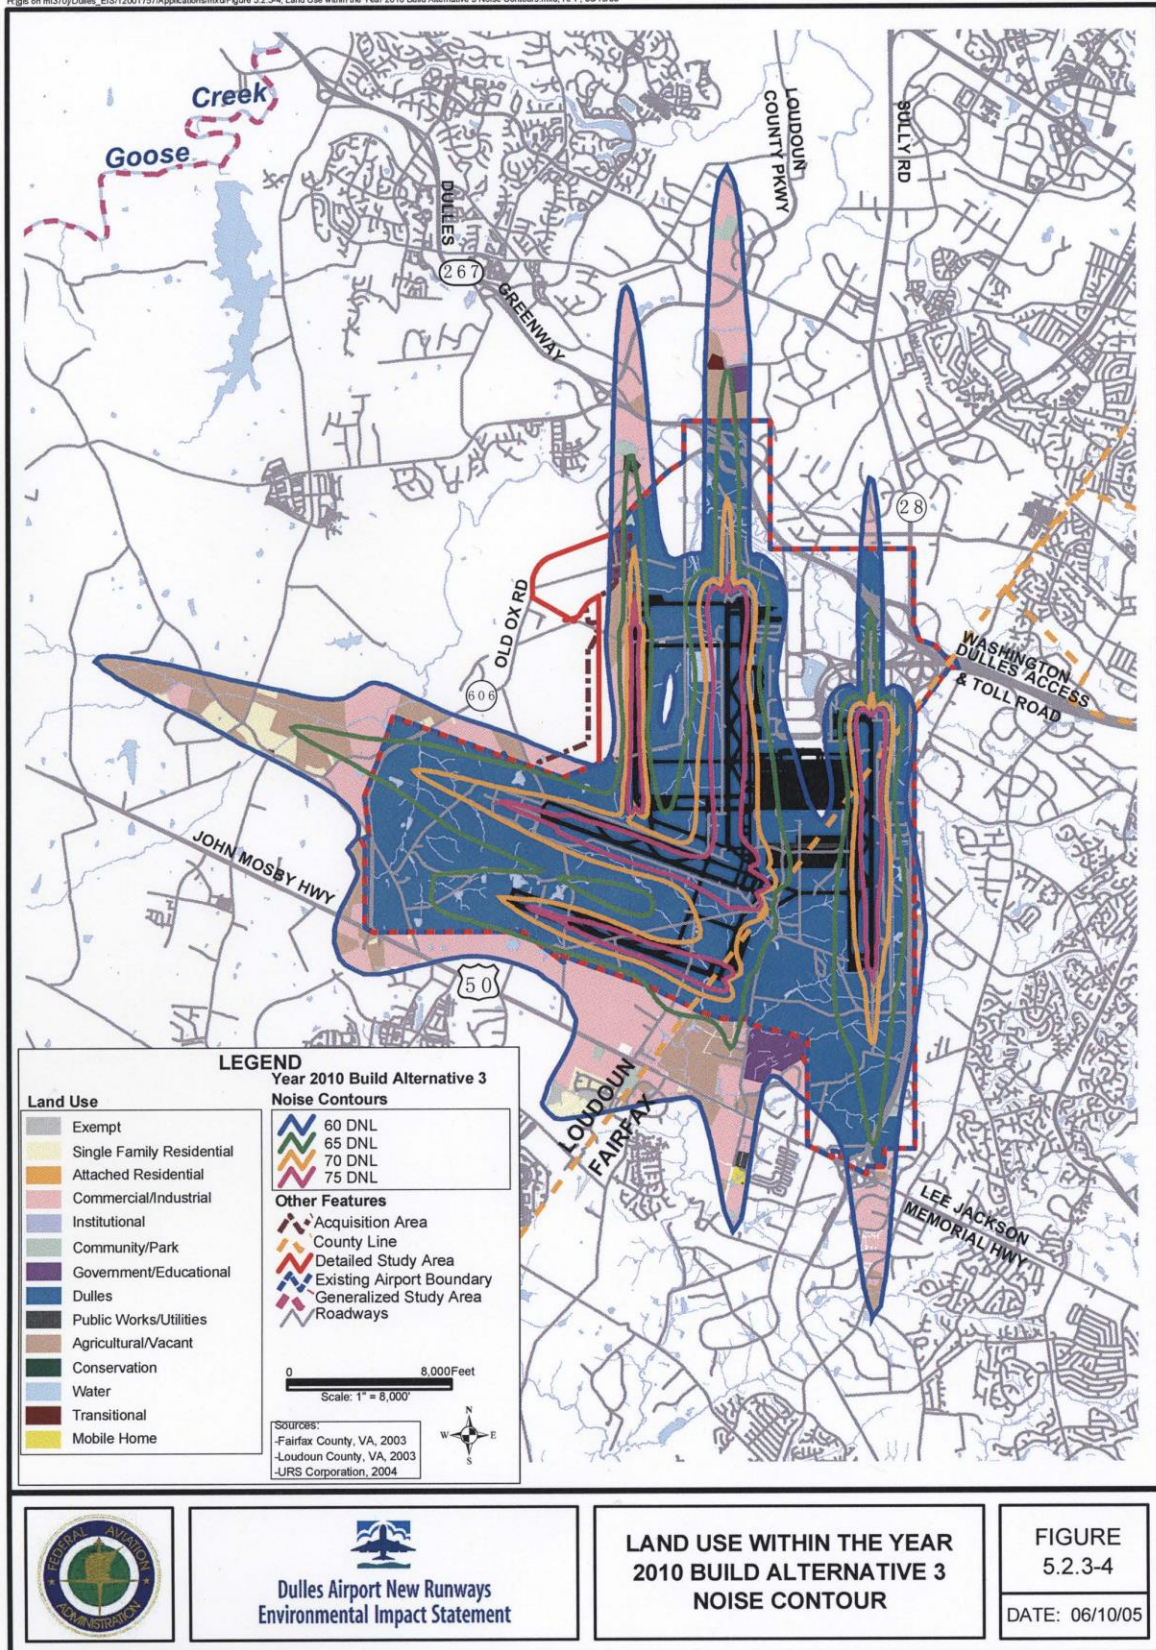 Creek
Goose
DULLES
267
GREENWAY
LOUDOUN
COUNTY PKWY
SULLY RD
28
OLD OX RD
606
WASHINGTON
DULLES ACCESS
& TOLL ROAD
JOHN MOSBY HWY
50
LOUDOUN
FAIRFAX
LEE JACKSON
MEMORIAL HWY
LEGEND
Land Use
Exempt
Single Family Residential
Attached Residential
Commercial/Industrial
Institutional
Community/Park
Government/Educational
Dulles
Public Works/Utilities
Agricultural/Vacant
Conservation
Water
Transitional
Mobile Home
Year 2010 Build Alternative 3
Noise Contours
60 DNL
65 DNL
70 DNL
75 DNL
Other Features
Acquisition Area
County Line
Detailed Study Area
Existing Airport Boundary
Generalized Study Area
Roadways
0 8,000Feet
Scale: 1" = 8,000'
N
W E
S
Sources:
-Fairfax County, VA, 2003
-Loudoun County, VA, 2003
-URS Corporation, 2004
FEDERAL AVIATION
ADMINISTRATION
Dulles Airport New Runways
Environmental Impact Statement
LAND USE WITHIN THE YEAR
2010 BUILD ALTERNATIVE 3
NOISE CONTOUR
FIGURE
5.2.3-4
DATE: 06/10/05